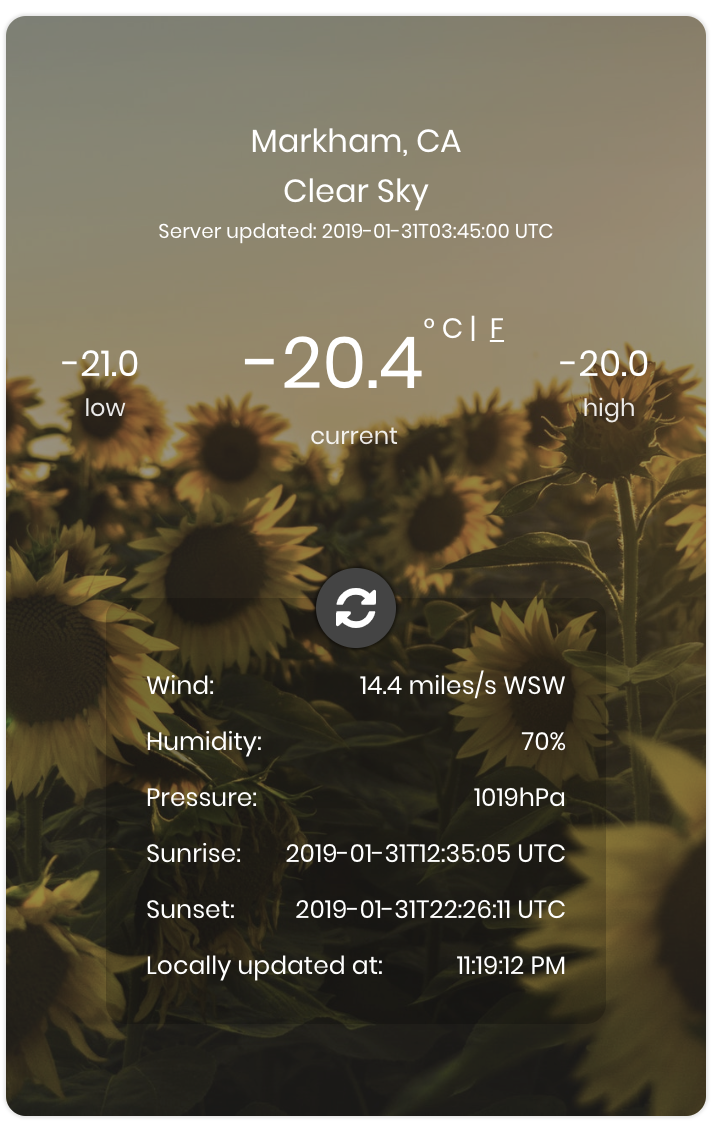 Markham, CA
Clear Sky
Server updated: 2019-01-31T03:45:00 UTC
° C | F
-21.0 -20.4 -20.0
low current high
Wind: 14.4 miles/s WSW
Humidity: 70%
Pressure: 1019hPa
Sunrise: 2019-01-31T12:35:05 UTC
Sunset: 2019-01-31T22:26:11 UTC
Locally updated at: 11:19:12 PM